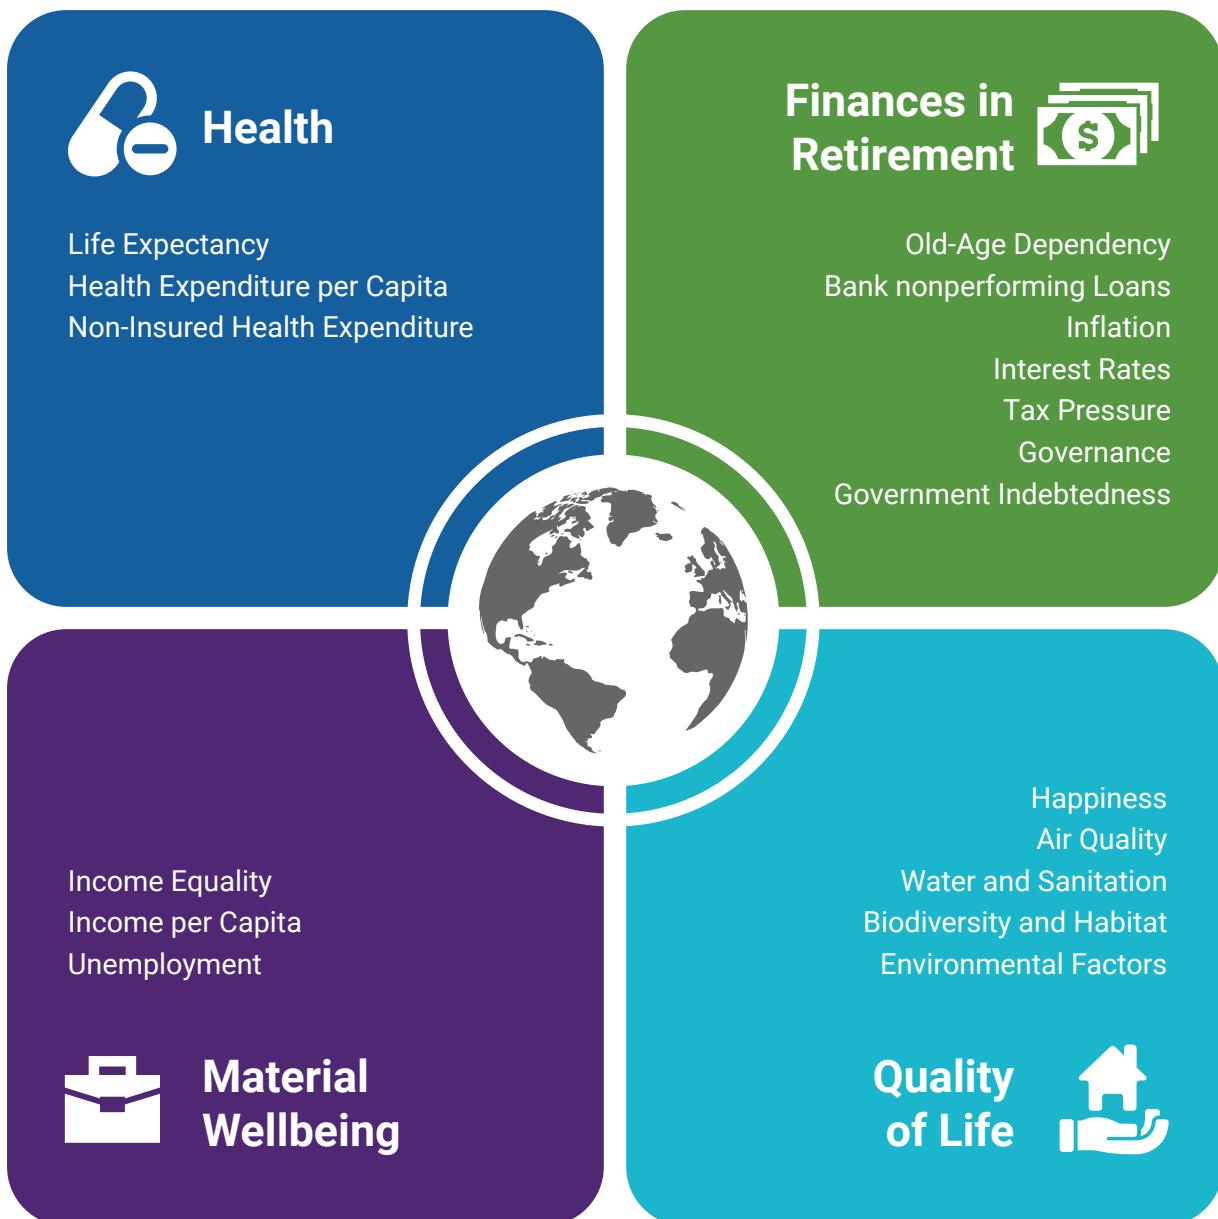 Health
Life Expectancy
Health Expenditure per Capita
Non-Insured Health Expenditure
Finances in
Retirement
$
Old-Age Dependency
Bank nonperforming Loans
Inflation
Interest Rates
Tax Pressure
Governance
Government Indebtedness
Income Equality
Income per Capita
Unemployment
Material
Wellbeing
Happiness
Air Quality
Water and Sanitation
Biodiversity and Habitat
Environmental Factors
Quality
of Life